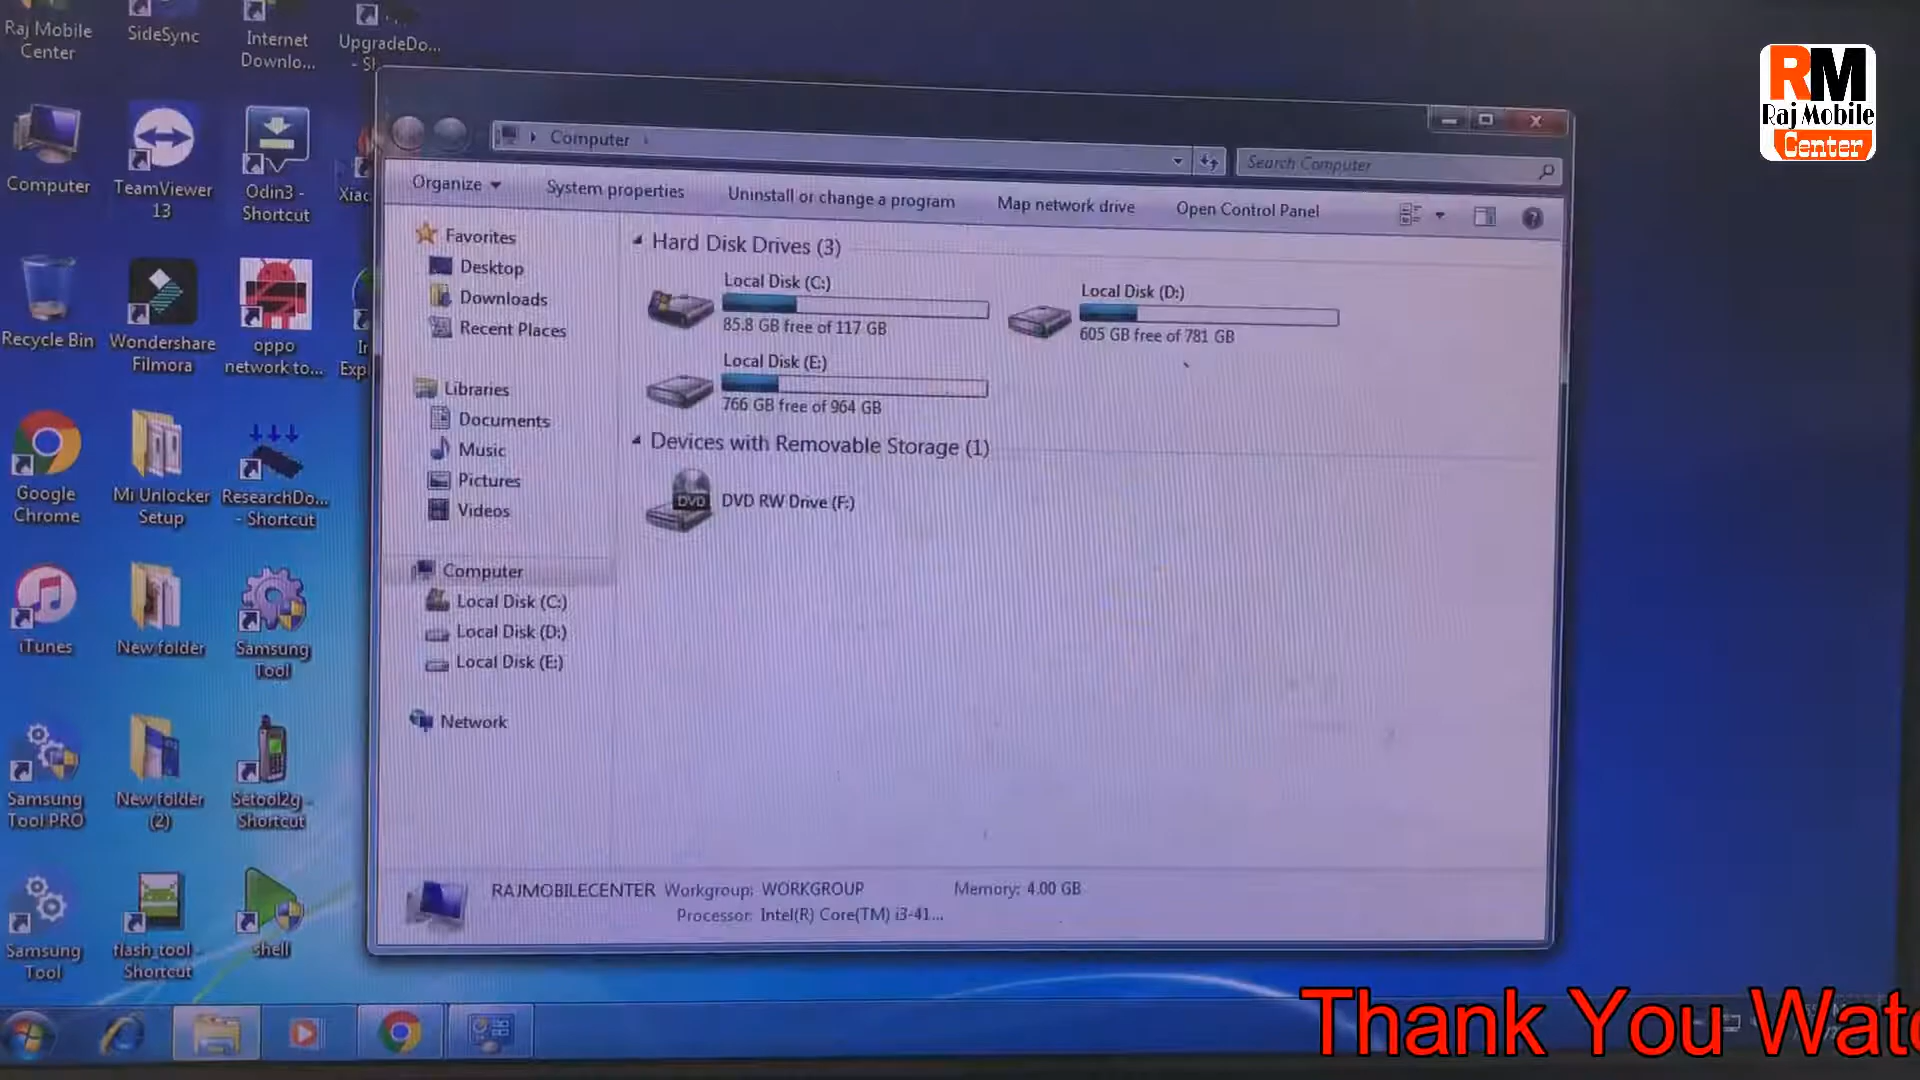 Raj Mobile
Center
SideSync
Internet
Downlo...
UpgradeDo...
Computer
TeamViewer
13
Odin3 -
Shortcut
Recycle Bin
Wondershare
Filmora
oppo
network to...
Google
Chrome
Mi Unlocker
Setup
ResearchDo...
- Shortcut
iTunes
New folder
Samsung
Tool
Samsung
Tool PRO
New folder
(2)
Setool2g -
Shortcut
Samsung
Tool
flash_tool -
Shortcut
shell
Computer
Search Computer
Organize
System properties
Uninstall or change a program
Map network drive
Open Control Panel
Favorites
Desktop
Downloads
Recent Places
Libraries
Documents
Music
Pictures
Videos
Computer
Local Disk (C:)
Local Disk (D:)
Local Disk (E:)
Network
Hard Disk Drives (3)
Local Disk (C:)
85.8 GB free of 117 GB
Local Disk (D:)
605 GB free of 781 GB
Local Disk (E:)
766 GB free of 964 GB
Devices with Removable Storage (1)
DVD
DVD RW Drive (F:)
RAJMOBILECENTER Workgroup: WORKGROUP
Memory: 4.00 GB
Processor: Intel(R) Core(TM) i3-41...
RM
Raj Mobile
Center
Thank You Watc